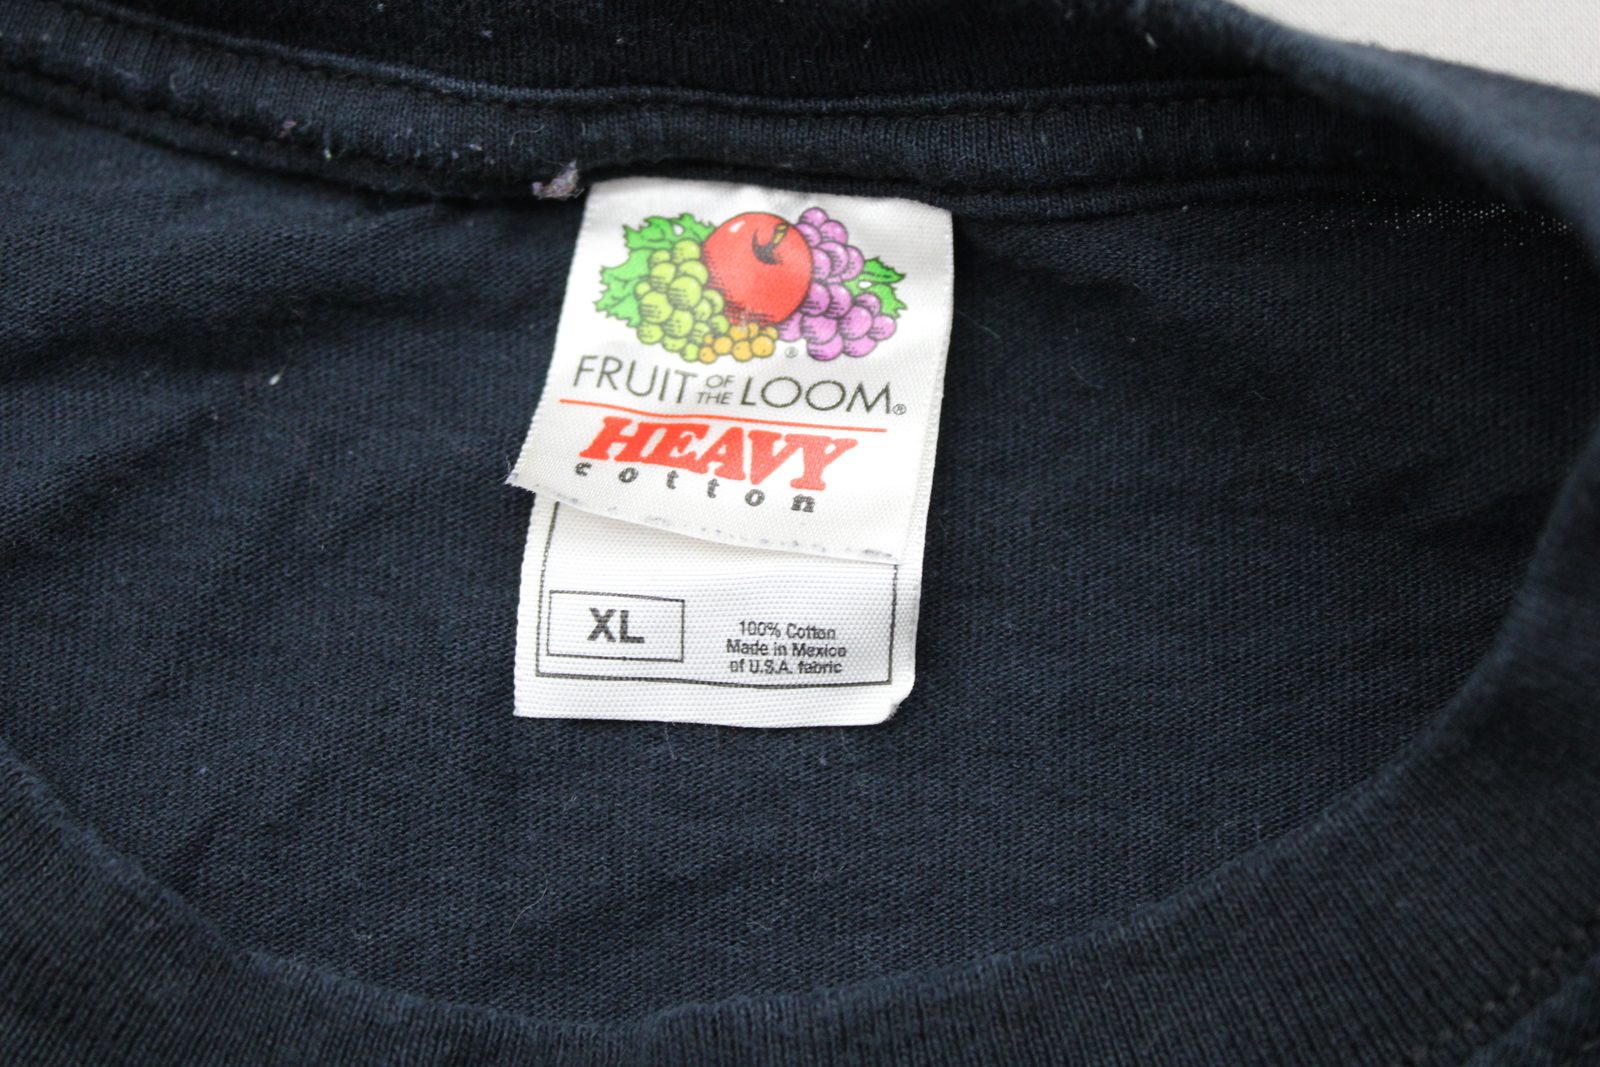 ®
FRUIT OF THE LOOM®
HEAVY
cotton
XL
100% Cotton
Made in Mexico
of U.S.A. fabric